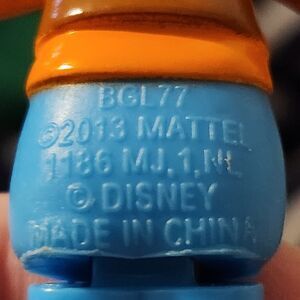 BGL77
©2013 MATTEL
1186 MJ,1,NL
© DISNEY
MADE IN CHINA